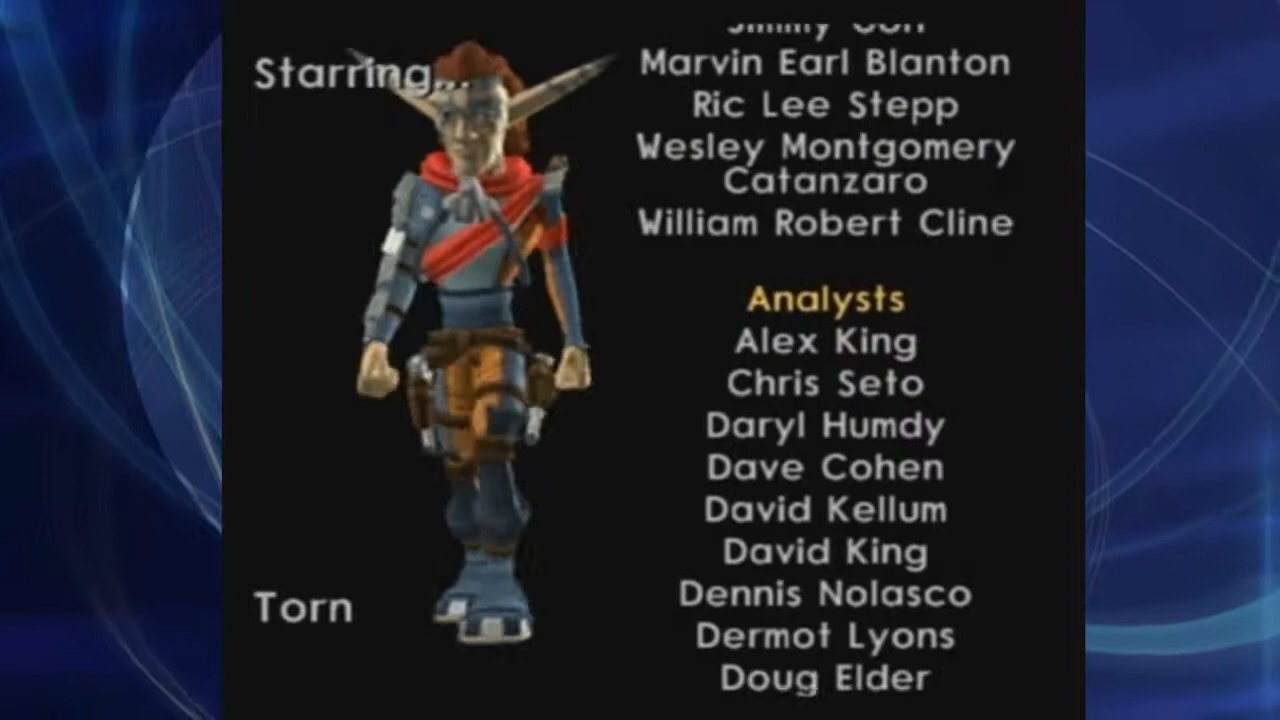 Starring...
Torn
Marvin Earl Blanton
Ric Lee Stepp
Wesley Montgomery
Catanzaro
William Robert Cline
Analysts
Alex King
Chris Seto
Daryl Humdy
Dave Cohen
David Kellum
David King
Dennis Nolasco
Dermot Lyons
Doug Elder